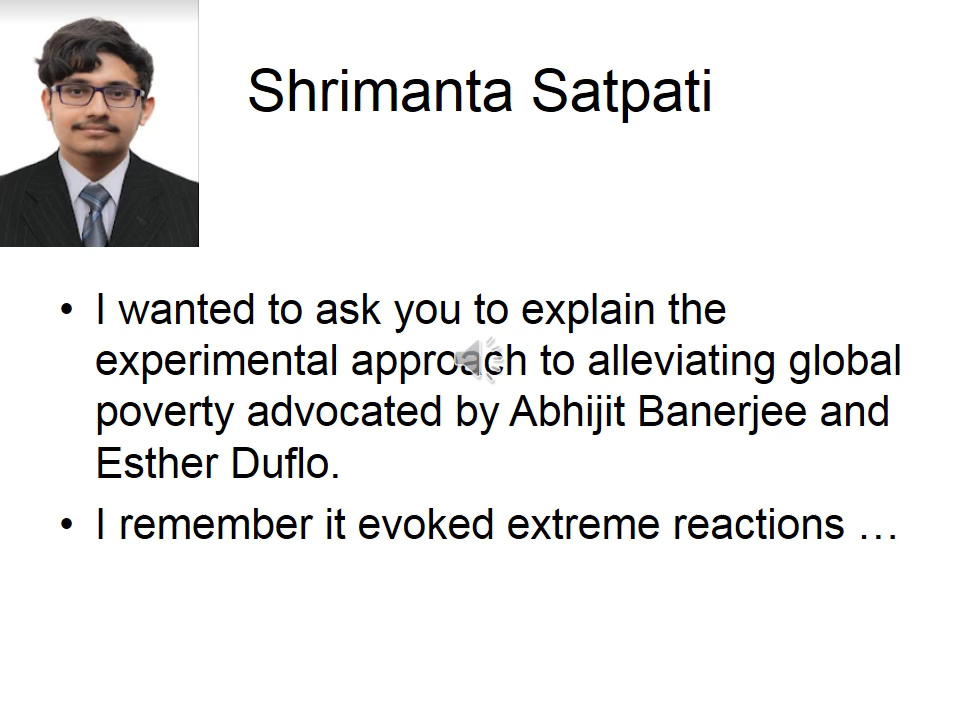 Shrimanta Satpati
• I wanted to ask you to explain the
experimental approach to alleviating global
poverty advocated by Abhijit Banerjee and
Esther Duflo.
• I remember it evoked extreme reactions …